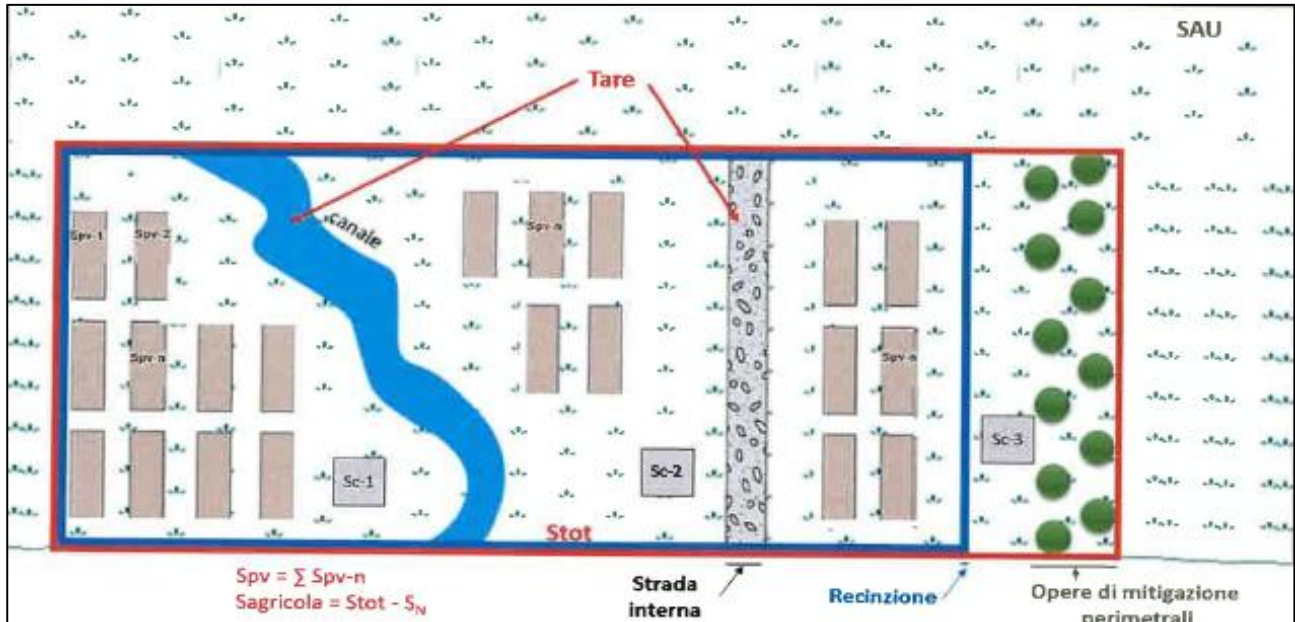 SAU
Tare
canale
Spv-1
Spv-2
Spv-n
Spv-n
Spv-n
Sc-1
Sc-2
Sc-3
Stot
Spv = ∑ Spv-n
Sagricola = Stot - S_N
Strada
interna
Recinzione
Opere di mitigazione
perimetrali